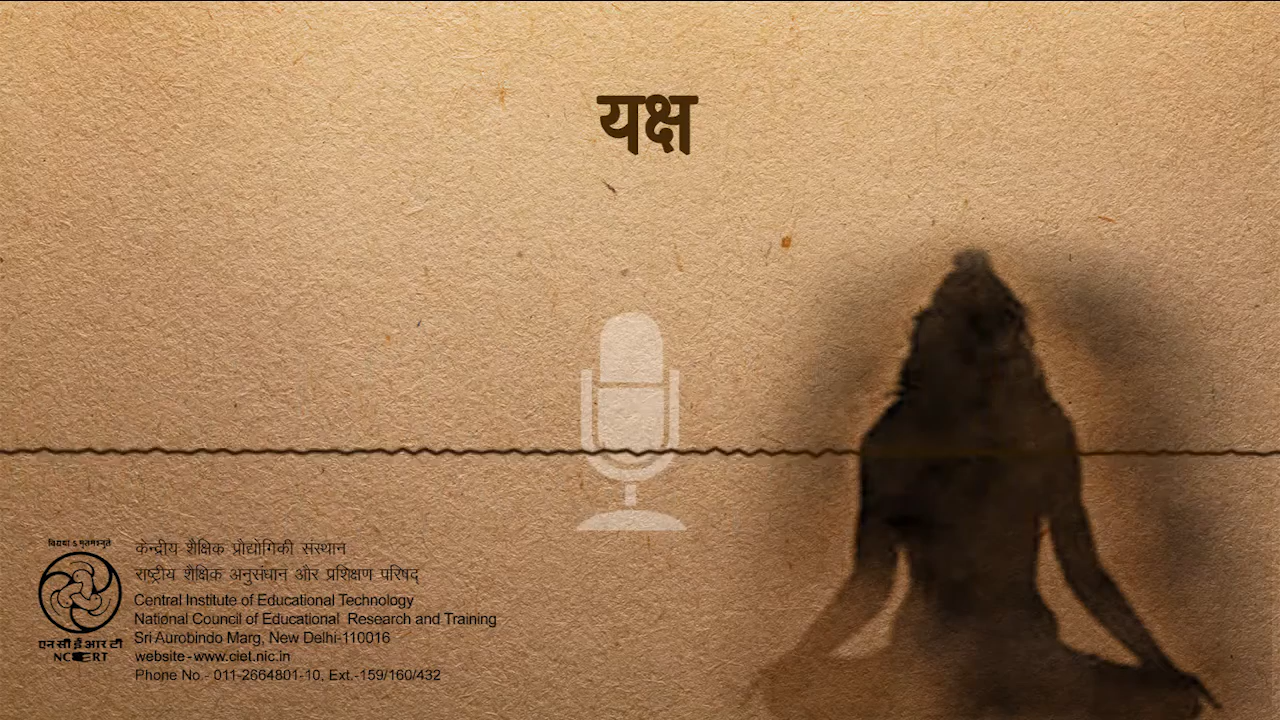 यक्ष
विद्यया ऽ मृतमश्नुते
एन सी ई आर टी
NCERT
केन्द्रीय शैक्षिक प्रौद्योगिकी संस्थान
राष्ट्रीय शैक्षिक अनुसंधान और प्रशिक्षण परिषद्
Central Institute of Educational Technology
National Council of Educational Research and Training
Sri Aurobindo Marg, New Delhi-110016
website - www.ciet.nic.in
Phone No - 011-2664801-10, Ext.-159/160/432